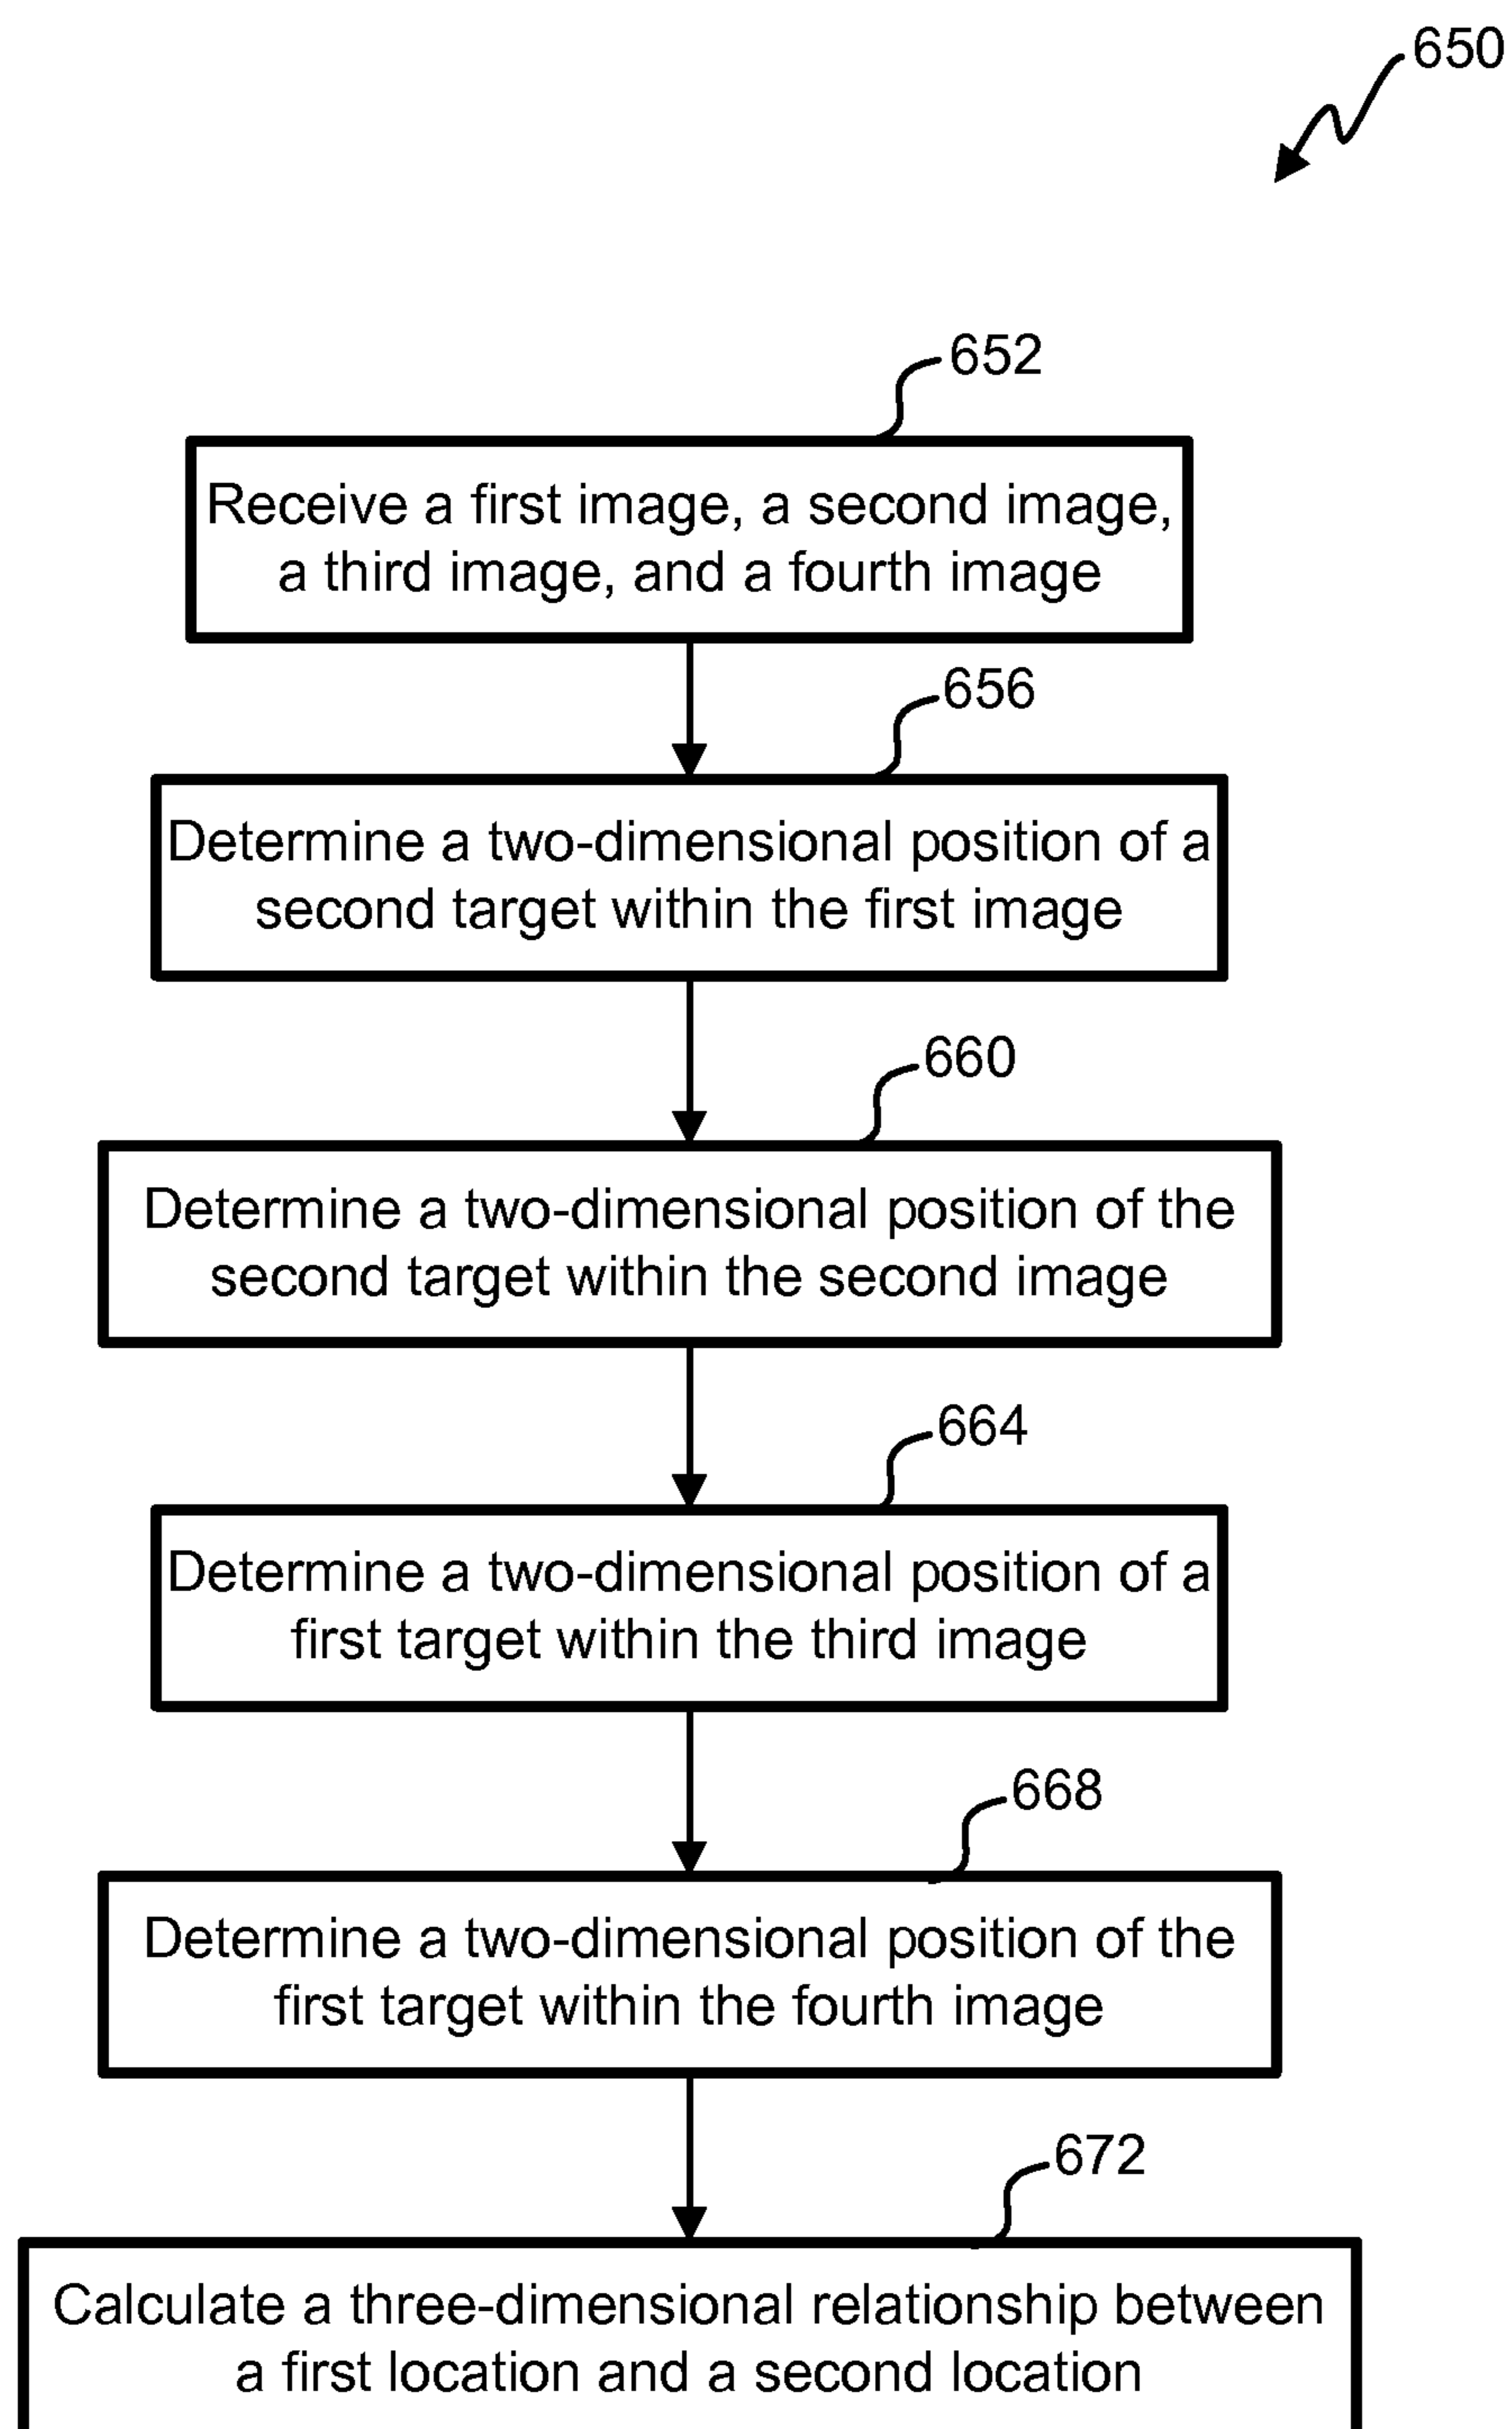 650
652
Receive a first image, a second image,
a third image, and a fourth image
656
Determine a two-dimensional position of a
second target within the first image
660
Determine a two-dimensional position of the
second target within the second image
664
Determine a two-dimensional position of a
first target within the third image
668
Determine a two-dimensional position of the
first target within the fourth image
672
Calculate a three-dimensional relationship between
a first location and a second location